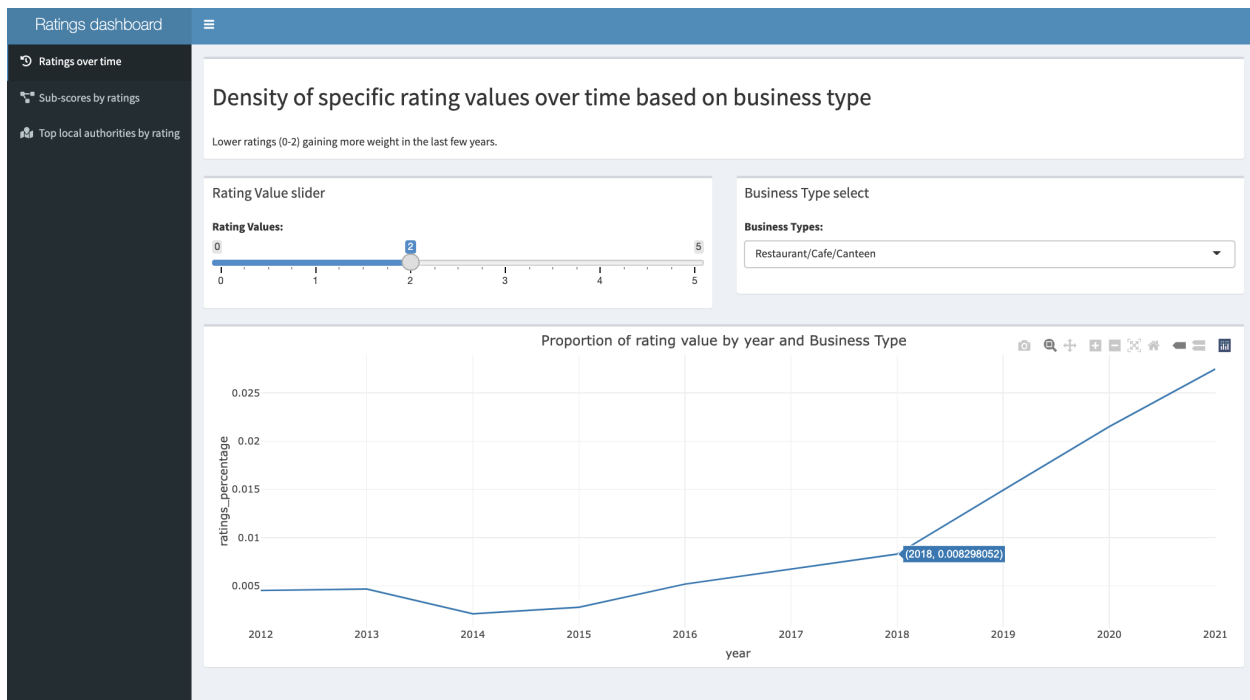 Ratings dashboard
Ratings over time
Sub-scores by ratings
Top local authorities by rating
Density of specific rating values over time based on business type
Lower ratings (0-2) gaining more weight in the last few years.
Rating Value slider
Rating Values:
0 2 5
0 1 2 3 4 5
Business Type select
Business Types:
Restaurant/Cafe/Canteen
Proportion of rating value by year and Business Type
0.025
0.02
0.015
0.01
0.005
ratings_percentage
(2018, 0.008298052)
2012 2013 2014 2015 2016 2017 2018 2019 2020 2021
year